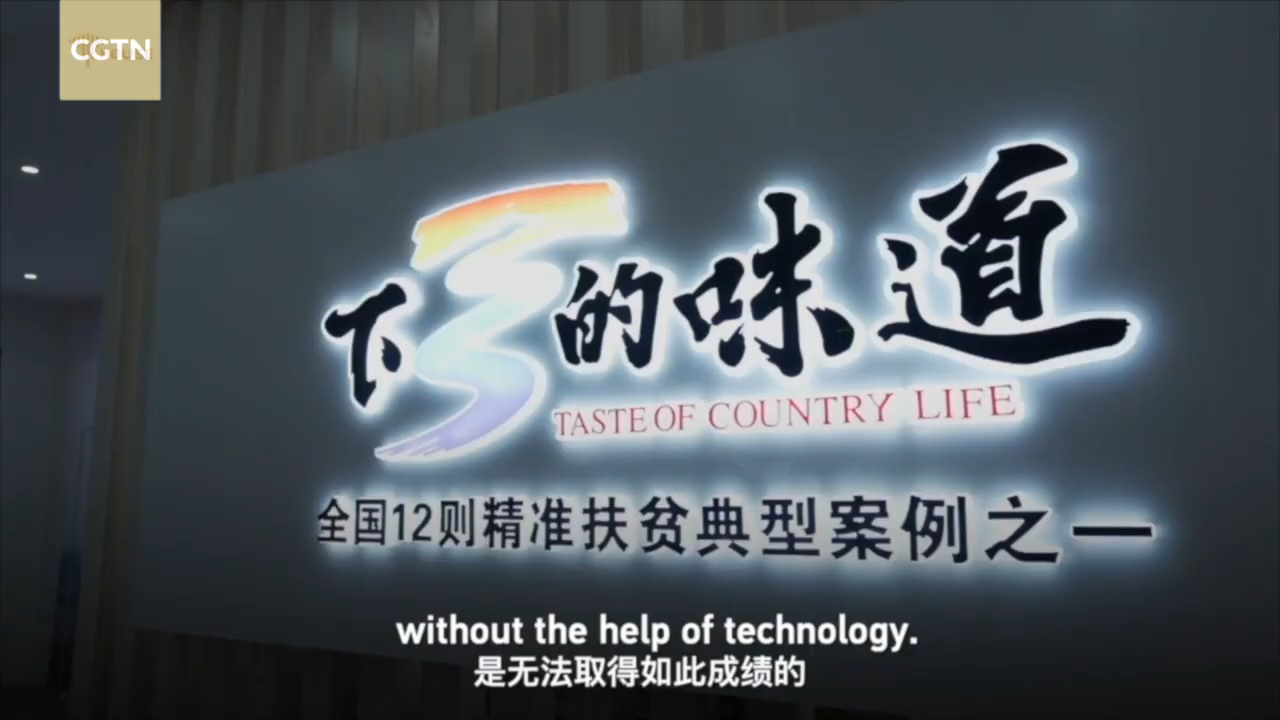 CGTN
下乡的味道
TASTE OF COUNTRY LIFE
全国12则精准扶贫典型案例之一
without the help of technology.
是无法取得如此成绩的